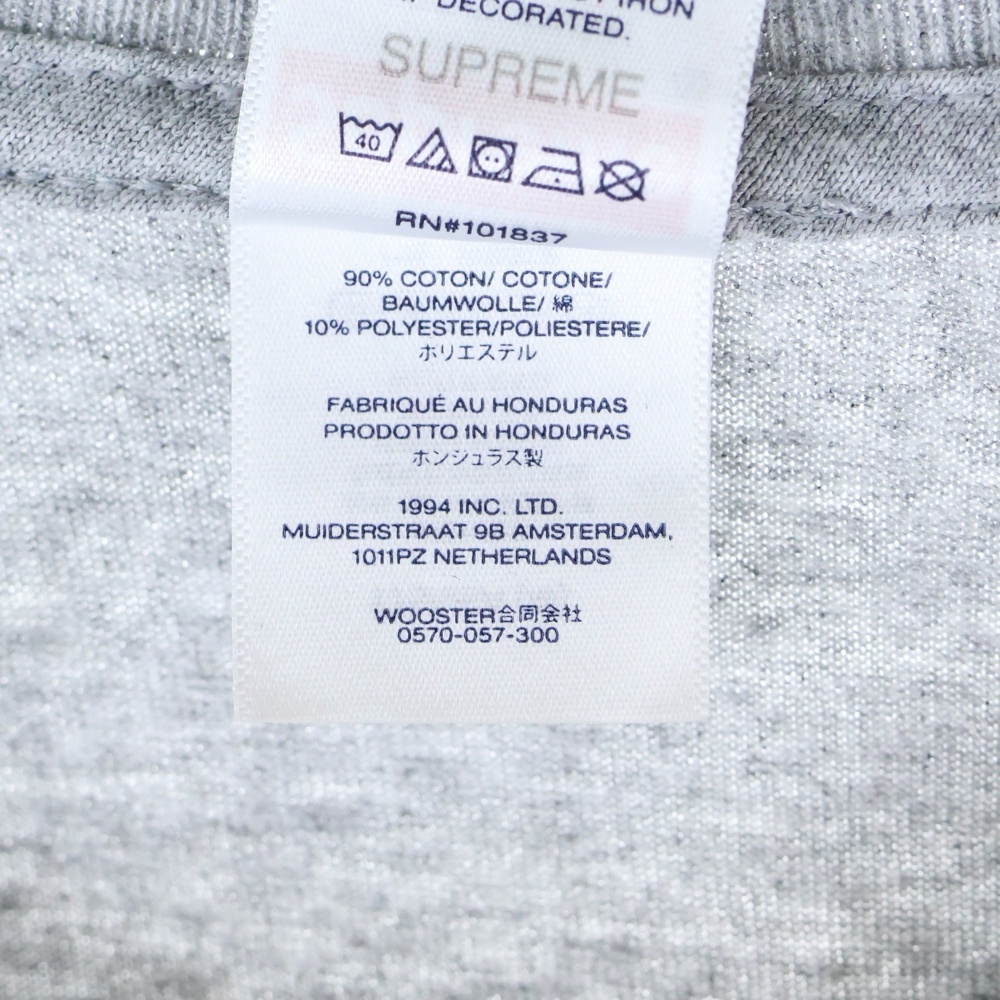 IRON
DECORATED.
SUPREME
40
RN#101837
90% COTON/ COTONE/
BAUMWOLLE/ 綿
10% POLYESTER/POLIESTERE/
ホリエステル
FABRIQUÉ AU HONDURAS
PRODOTTO IN HONDURAS
ホンジュラス製
1994 INC. LTD.
MUIDERSTRAAT 9B AMSTERDAM,
1011PZ NETHERLANDS
WOOSTER合同会社
0570-057-300